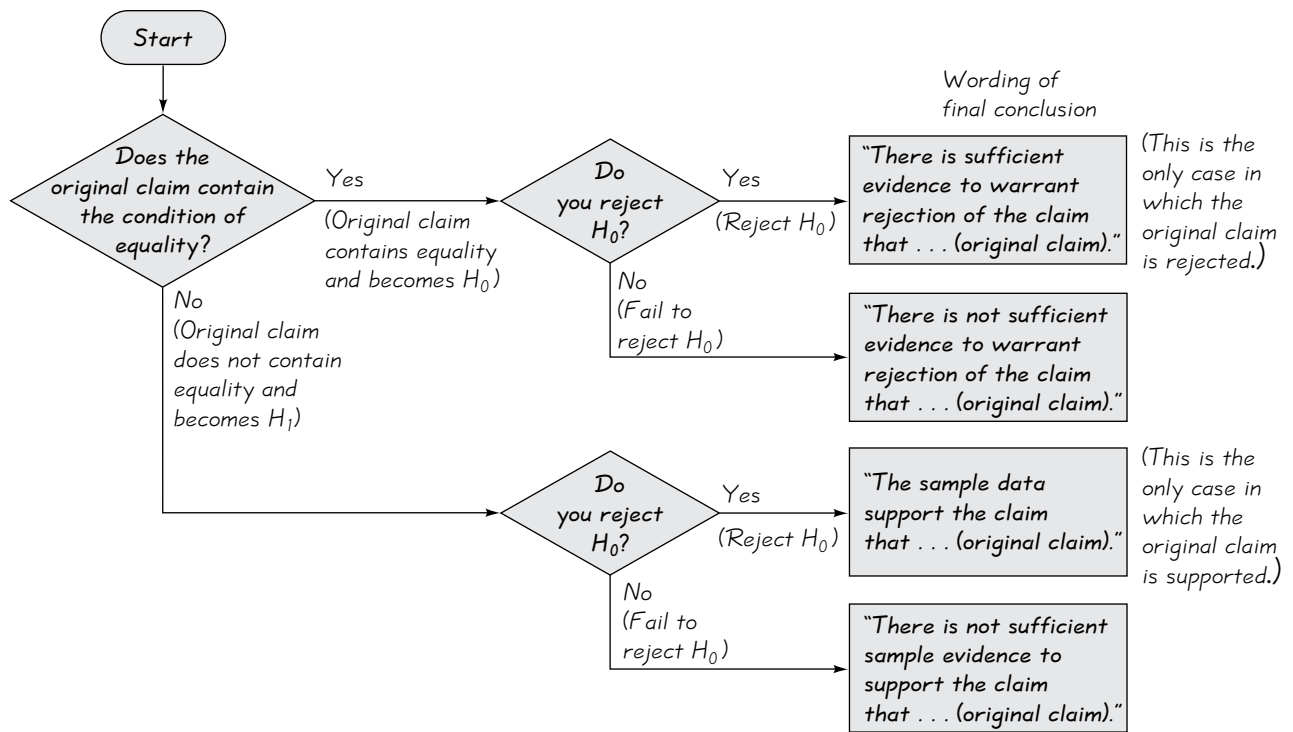 Start
Does the
original claim contain
the condition of
equality?
Yes
(Original claim
contains equality
and becomes H₀)
Do
you reject
H₀?
Yes
(Reject H₀)
Wording of
final conclusion
“There is sufficient
evidence to warrant
rejection of the claim
that . . . (original claim).”
(This is the
only case in
which the
original claim
is rejected.)
No
(Fail to
reject H₀)
“There is not sufficient
evidence to warrant
rejection of the claim
that . . . (original claim).”
No
(Original claim
does not contain
equality and
becomes H₁)
Do
you reject
H₀?
Yes
(Reject H₀)
“The sample data
support the claim
that . . . (original claim).”
(This is the
only case in
which the
original claim
is supported.)
No
(Fail to
reject H₀)
“There is not sufficient
sample evidence to
support the claim
that . . . (original claim).”